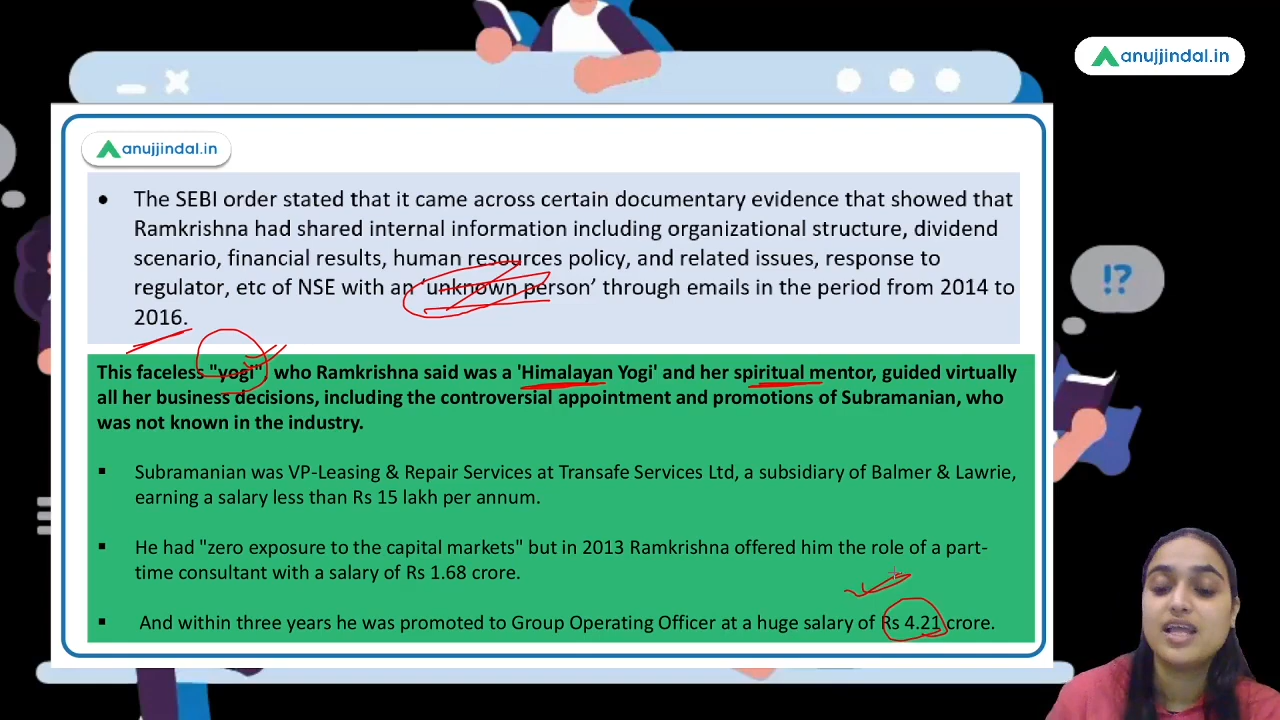 anujjindal.in
anujjindal.in
• The SEBI order stated that it came across certain documentary evidence that showed that
Ramkrishna had shared internal information including organizational structure, dividend
scenario, financial results, human resources policy, and related issues, response to
regulator, etc of NSE with an ‘unknown person’ through emails in the period from 2014 to
2016.
This faceless "yogi" who Ramkrishna said was a 'Himalayan Yogi' and her spiritual mentor, guided virtually
all her business decisions, including the controversial appointment and promotions of Subramanian, who
was not known in the industry.
▪ Subramanian was VP-Leasing & Repair Services at Transafe Services Ltd, a subsidiary of Balmer & Lawrie,
earning a salary less than Rs 15 lakh per annum.
▪ He had "zero exposure to the capital markets" but in 2013 Ramkrishna offered him the role of a part-
time consultant with a salary of Rs 1.68 crore.
▪ And within three years he was promoted to Group Operating Officer at a huge salary of Rs 4.21 crore.
!?